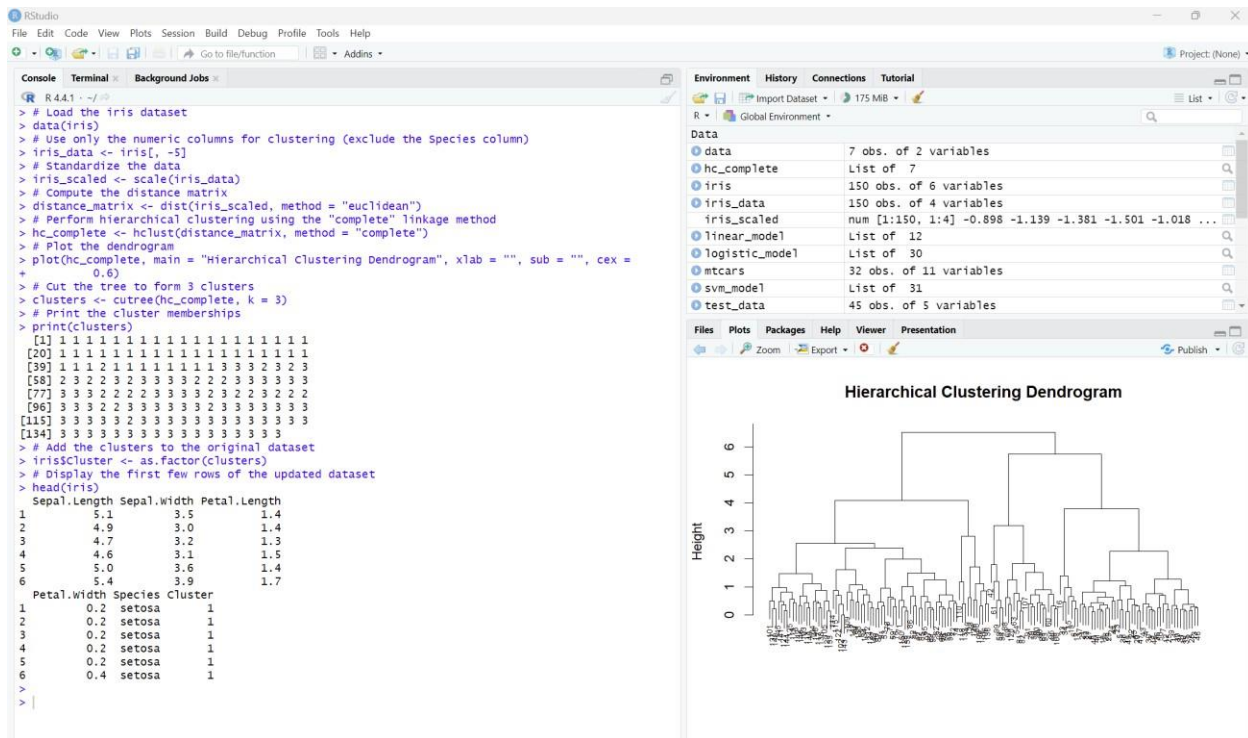 RStudio
File Edit Code View Plots Session Build Debug Profile Tools Help
Go to file/function Addins Project: (None)
Console Terminal Background Jobs
R 4.4.1 · ~/
> # Load the iris dataset
> data(iris)
> # Use only the numeric columns for clustering (exclude the Species column)
> iris_data <- iris[, -5]
> # Standardize the data
> iris_scaled <- scale(iris_data)
> # Compute the distance matrix
> distance_matrix <- dist(iris_scaled, method = "euclidean")
> # Perform hierarchical clustering using the "complete" linkage method
> hc_complete <- hclust(distance_matrix, method = "complete")
> # Plot the dendrogram
> plot(hc_complete, main = "Hierarchical Clustering Dendrogram", xlab = "", sub = "", cex =
+ 0.6)
> # Cut the tree to form 3 clusters
> clusters <- cutree(hc_complete, k = 3)
> # Print the cluster memberships
> print(clusters)
[1] 1 1 1 1 1 1 1 1 1 1 1 1 1 1 1 1 1 1 1
[20] 1 1 1 1 1 1 1 1 1 1 1 1 1 1 1 1 1 1 1
[39] 1 1 1 2 1 1 1 1 1 1 1 1 3 3 3 2 3 2 3
[58] 2 3 2 2 3 2 3 3 3 3 2 2 2 3 3 3 3 3
[77] 3 3 3 2 2 2 2 3 3 3 3 2 3 2 2 3 2 2 2
[96] 3 3 3 2 2 3 3 3 3 3 3 2 3 3 3 3 3 3 3
[115] 3 3 3 3 3 2 3 3 3 3 3 3 3 3 3 3 3 3 3
[134] 3 3 3 3 3 3 3 3 3 3 3 3 3 3 3 3 3
> # Add the clusters to the original dataset
> iris$Cluster <- as.factor(clusters)
> # Display the first few rows of the updated dataset
> head(iris)
Sepal.Length Sepal.Width Petal.Length
1 5.1 3.5 1.4
2 4.9 3.0 1.4
3 4.7 3.2 1.3
4 4.6 3.1 1.5
5 5.0 3.6 1.4
6 5.4 3.9 1.7
Petal.Width Species Cluster
1 0.2 setosa 1
2 0.2 setosa 1
3 0.2 setosa 1
4 0.2 setosa 1
5 0.2 setosa 1
6 0.4 setosa 1
>
>
Environment History Connections Tutorial
Import Dataset 175 MiB List
R Global Environment
Data
data 7 obs. of 2 variables
hc_complete List of 7
iris 150 obs. of 6 variables
iris_data 150 obs. of 4 variables
iris_scaled num [1:150, 1:4] -0.898 -1.139 -1.381 -1.501 -1.018 ...
linear_model List of 12
logistic_model List of 30
mtcars 32 obs. of 11 variables
svm_model List of 31
test_data 45 obs. of 5 variables
Files Plots Packages Help Viewer Presentation
Zoom Export Publish
Hierarchical Clustering Dendrogram
Height
6
5
4
3
2
1
0
42
16
107
110
61